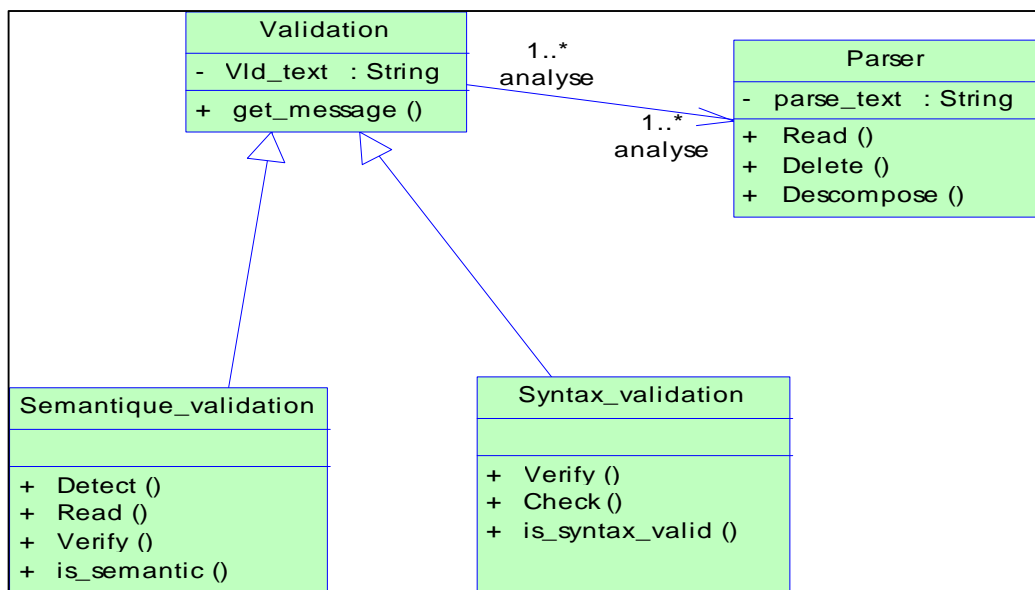 Validation
- Vld_text : String
+ get_message ()
1..*
analyse
1..*
analyse
Parser
- parse_text : String
+ Read ()
+ Delete ()
+ Descompose ()
Semantique_validation
+ Detect ()
+ Read ()
+ Verify ()
+ is_semantic ()
Syntax_validation
+ Verify ()
+ Check ()
+ is_syntax_valid ()